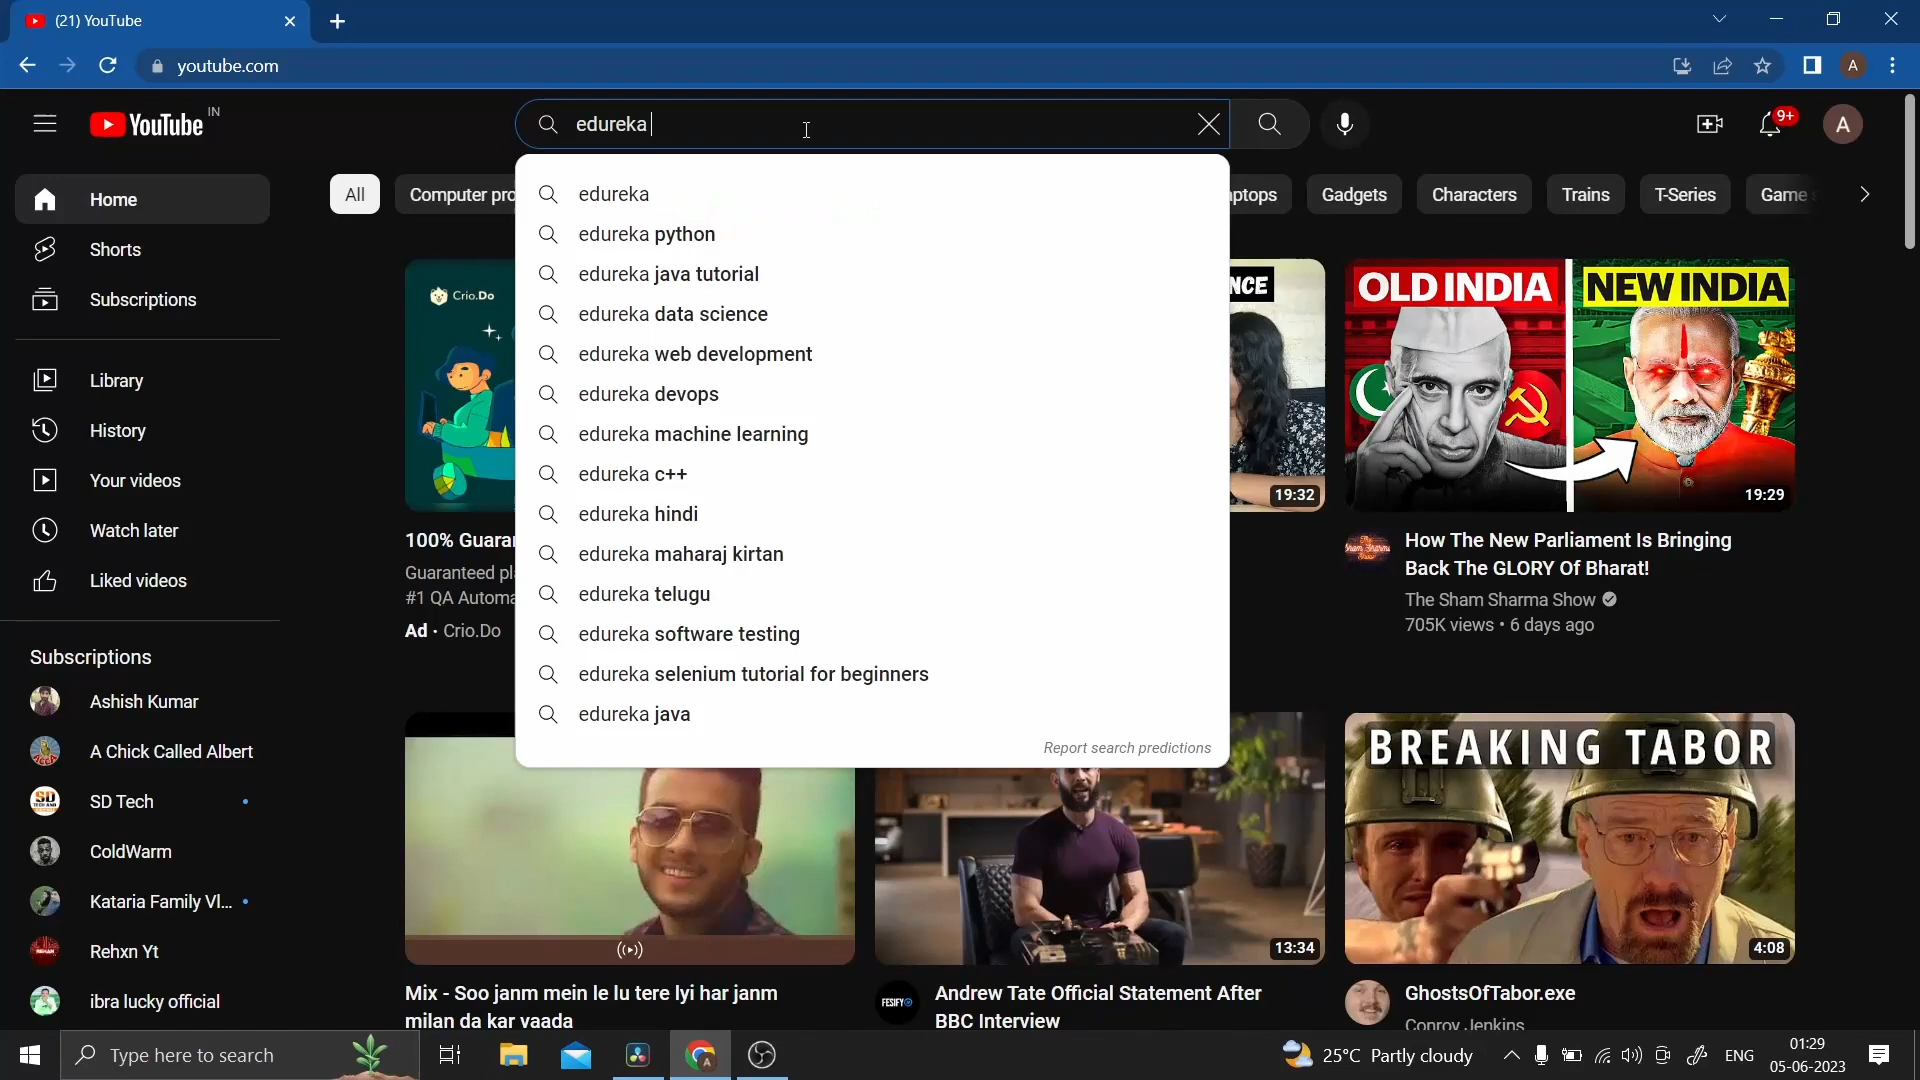 (21) YouTube
youtube.com
A
YouTube IN
edureka
9+
A
Home
Shorts
Subscriptions
Library
History
Your videos
Watch later
Liked videos
Subscriptions
Ashish Kumar
A Chick Called Albert
SD Tech
ColdWarm
Kataria Family Vl...
Rehxn Yt
ibra lucky official
All
Computer pro
ptops
Gadgets
Characters
Trains
T-Series
Game
edureka
edureka python
edureka java tutorial
edureka data science
edureka web development
edureka devops
edureka machine learning
edureka c++
edureka hindi
edureka maharaj kirtan
edureka telugu
edureka software testing
edureka selenium tutorial for beginners
edureka java
Report search predictions
Crio.Do
100% Guarar
Guaranteed pl
#1 QA Automa
Ad · Crio.Do
NCE
19:32
OLD INDIA
NEW INDIA
19:29
How The New Parliament Is Bringing
Back The GLORY Of Bharat!
The Sham Sharma Show
705K views • 6 days ago
Mix - Soo janm mein le lu tere lyi har janm
milan da kar vaada
13:34
FESIFY
Andrew Tate Official Statement After
BBC Interview
BREAKING TABOR
4:08
GhostsOfTabor.exe
Conroy Jenkins
Type here to search
25°C Partly cloudy
ENG
01:29
05-06-2023